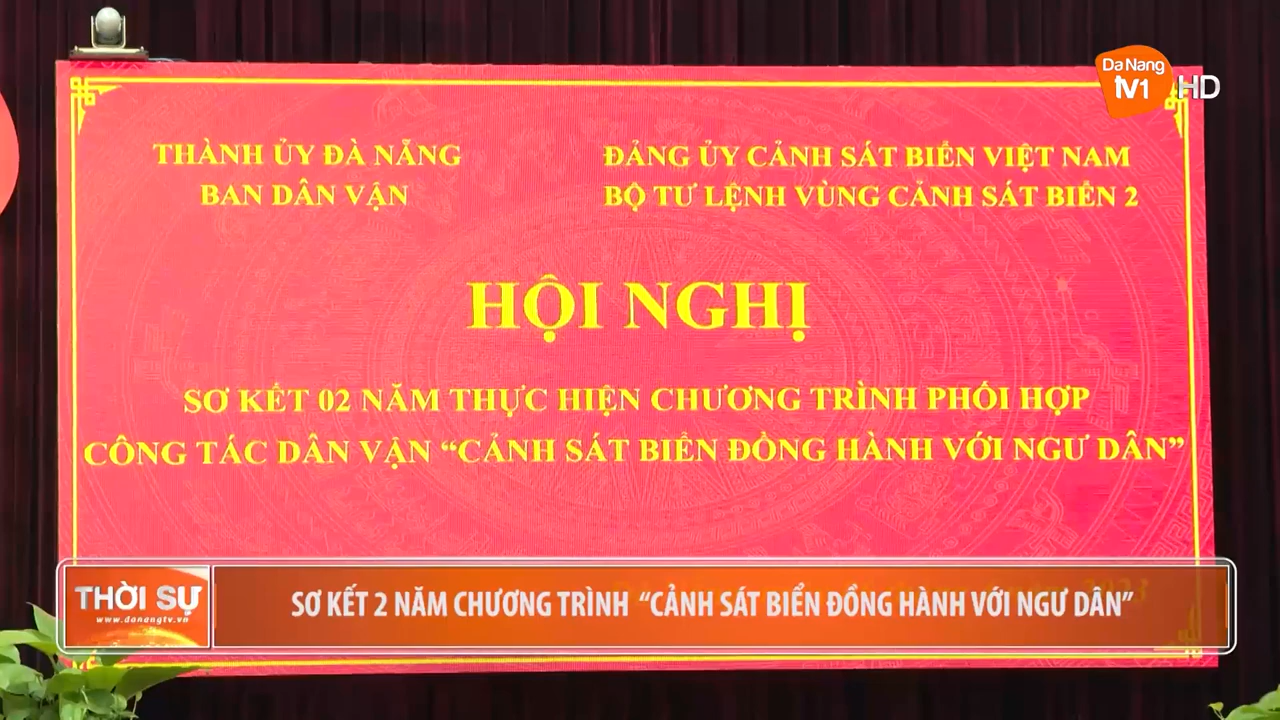 Da Nang
tv1 HD
THÀNH ỦY ĐÀ NẴNG
BAN DÂN VẬN
ĐẢNG ỦY CẢNH SÁT BIỂN VIỆT NAM
BỘ TƯ LỆNH VÙNG CẢNH SÁT BIỂN 2
HỘI NGHỊ
SƠ KẾT 02 NĂM THỰC HIỆN CHƯƠNG TRÌNH PHỐI HỢP
CÔNG TÁC DÂN VẬN “CẢNH SÁT BIỂN ĐỒNG HÀNH VỚI NGƯ DÂN”
THỜI SỰ
www.danangtv.vn
SƠ KẾT 2 NĂM CHƯƠNG TRÌNH “CẢNH SÁT BIỂN ĐỒNG HÀNH VỚI NGƯ DÂN”